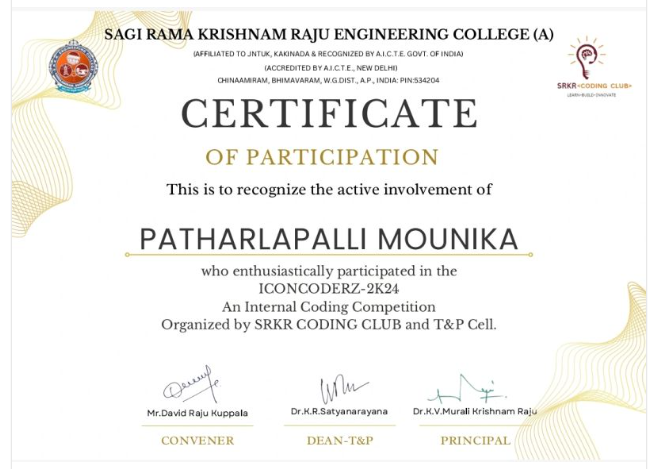 SAGI RAMA KRISHNAM RAJU ENGINEERING COLLEGE (A)
(AFFILIATED TO JNTUK, KAKINADA & RECOGNIZED BY A.I.C.T.E. GOVT. OF INDIA)
(ACCREDITED BY A.I.C.T.E., NEW DELHI)
CHINAAMIRAM, BHIMAVARAM, W.G.DIST., A.P., INDIA: PIN:534204
SRKR<CODING CLUB>
LEARN-BUILD-INNOVATE
CERTIFICATE
OF PARTICIPATION
This is to recognize the active involvement of
PATHARLAPALLI MOUNIKA
who enthusiastically participated in the
ICONCODERZ-2K24
An Internal Coding Competition
Organized by SRKR CODING CLUB and T&P Cell.
Mr.David Raju Kuppala
Dr.K.R.Satyanarayana
Dr.K.V.Murali Krishnam Raju
CONVENER
DEAN-T&P
PRINCIPAL